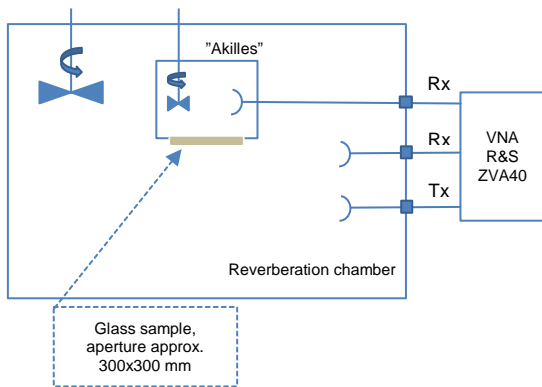 ”Akilles”
Rx
Rx
Tx
VNA
R&S
ZVA40
Reverberation chamber
Glass sample,
aperture approx.
300x300 mm